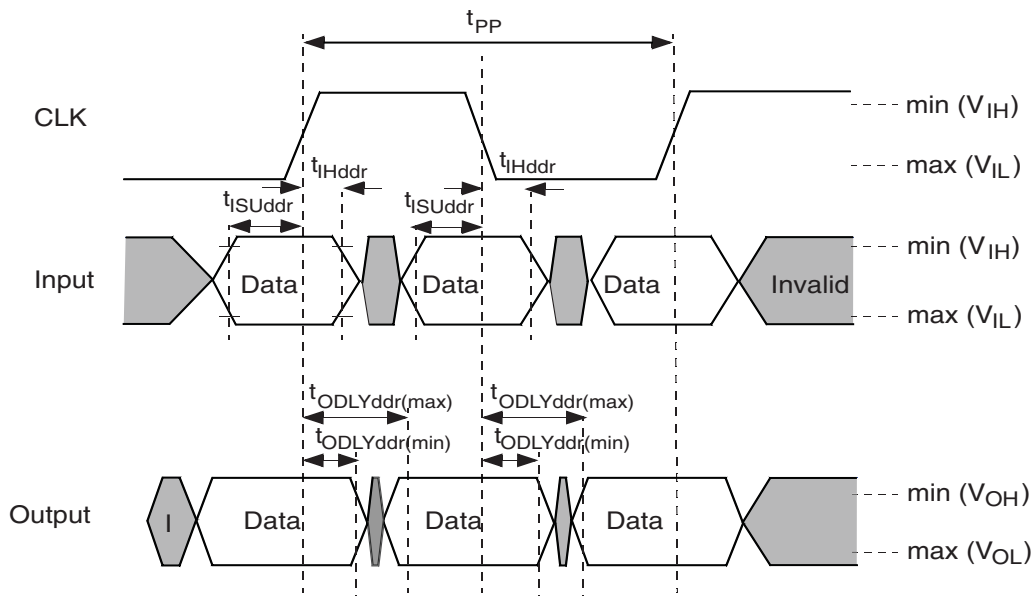 tPP
CLK
min (VIH)
max (VIL)
tIHddr
tIHddr
tISUddr
tISUddr
Input
Data
Data
Data
Invalid
min (VIH)
max (VIL)
tODLYddr(max)
tODLYddr(max)
tODLYddr(min)
tODLYddr(min)
Output
I
Data
Data
Data
min (VOH)
max (VOL)